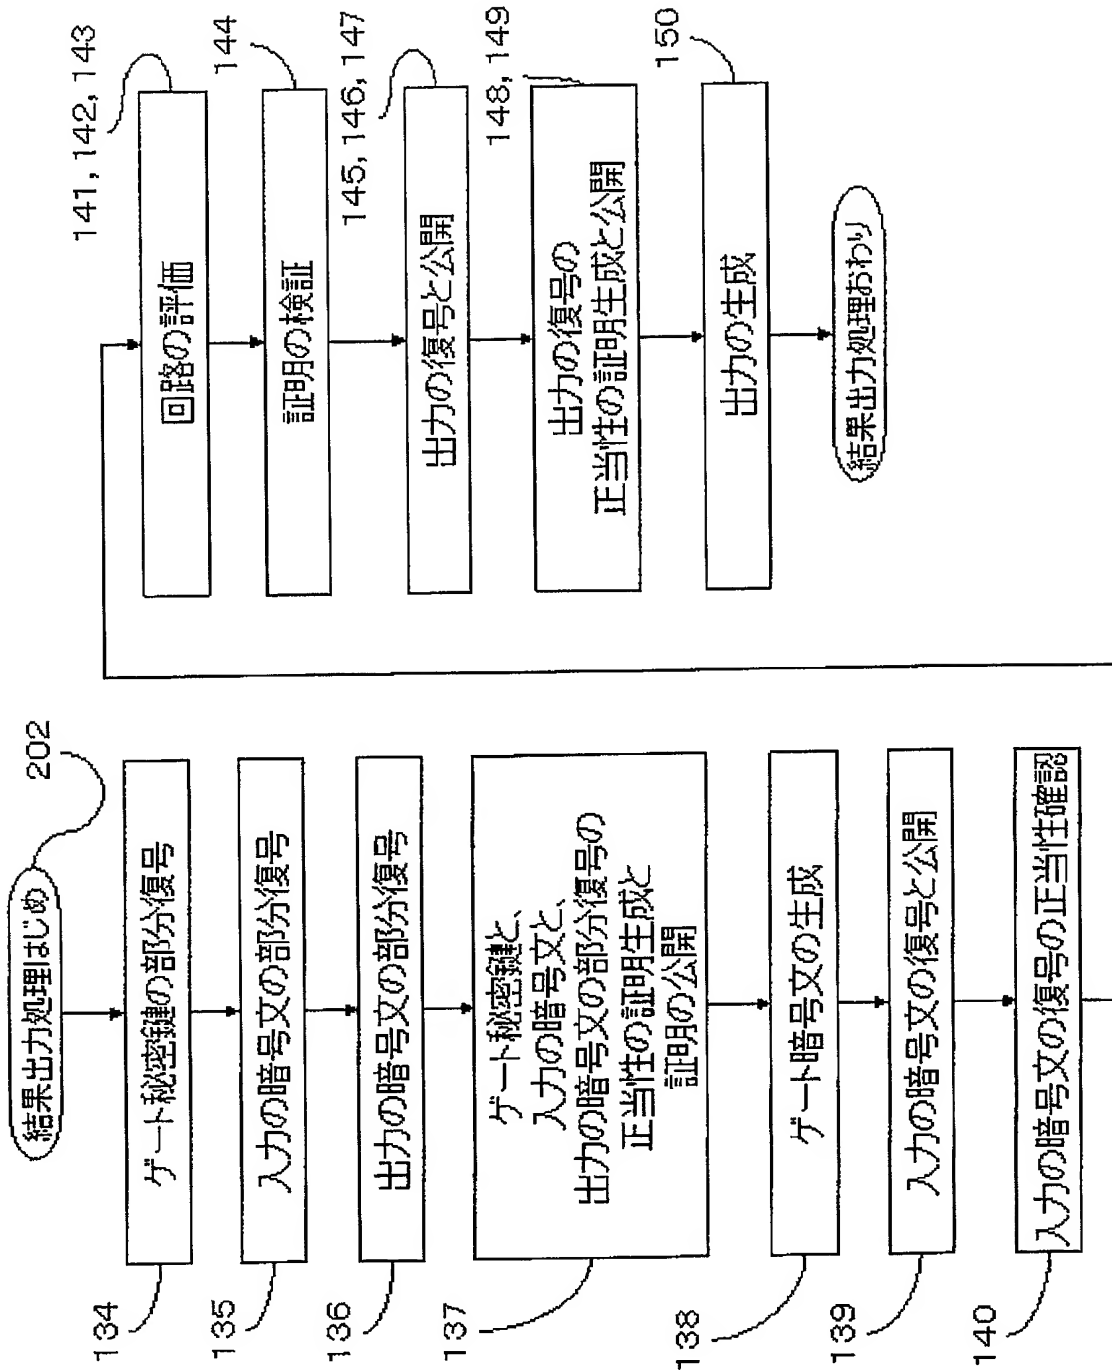 結果出力処理はじめ
202
ゲート秘密鍵の部分復号
134
入力の暗号文の部分復号
135
出力の暗号文の部分復号
136
ゲート秘密鍵と、
入力の暗号文と、
出力の暗号文の部分復号の
正当性の証明生成と
証明の公開
137
ゲート暗号文の生成
138
入力の暗号文の復号と公開
139
入力の暗号文の復号の正当性確認
140
回路の評価
141, 142, 143
証明の検証
144
出力の復号と公開
145, 146, 147
出力の復号の
正当性の証明生成と公開
148, 149
出力の生成
150
結果出力処理おわり